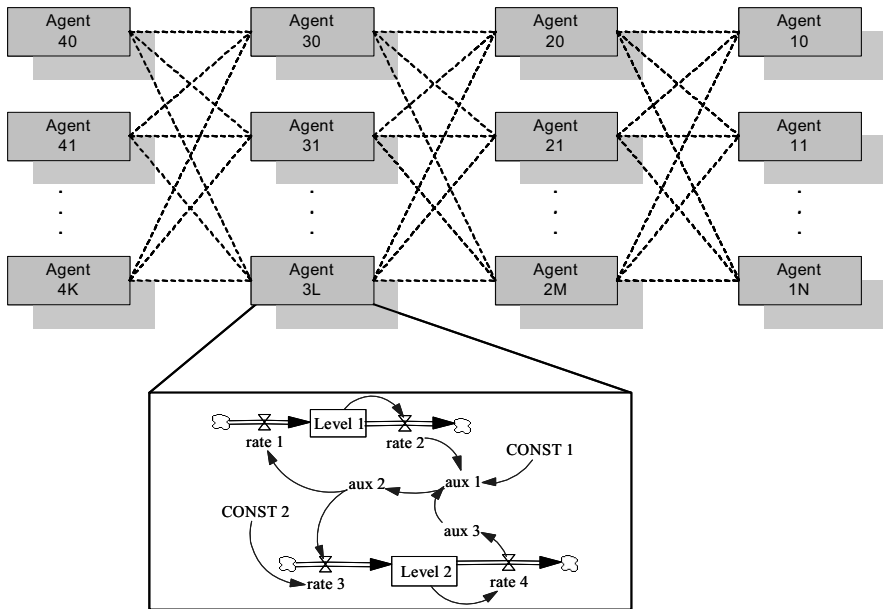 Agent
40
Agent
30
Agent
20
Agent
10
Agent
41
Agent
31
Agent
21
Agent
11
Agent
4K
Agent
3L
Agent
2M
Agent
1N
Level 1
rate 1
rate 2
CONST 1
aux 2
aux 1
CONST 2
aux 3
Level 2
rate 3
rate 4